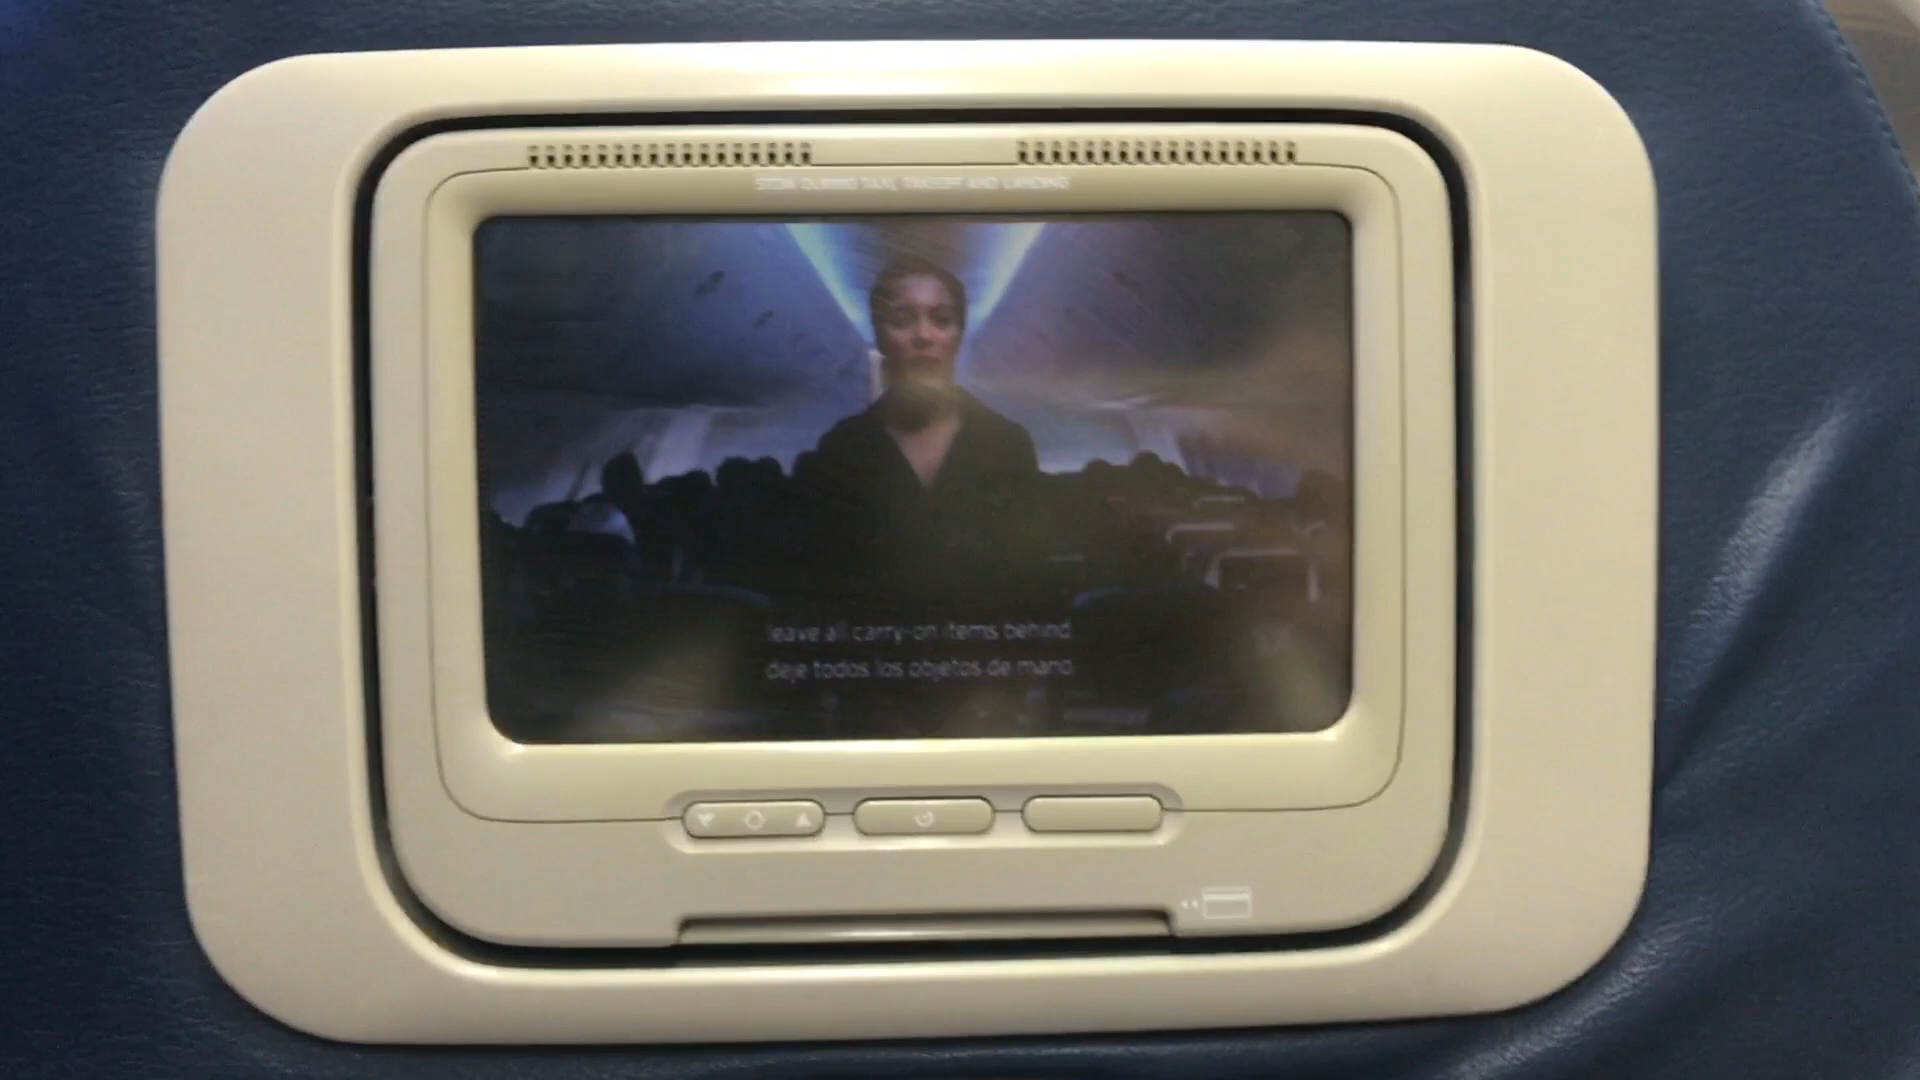 STOW DURING TAXI, TAKEOFF AND LANDING
leave all carry-on items behind
deje todos los objetos de mano